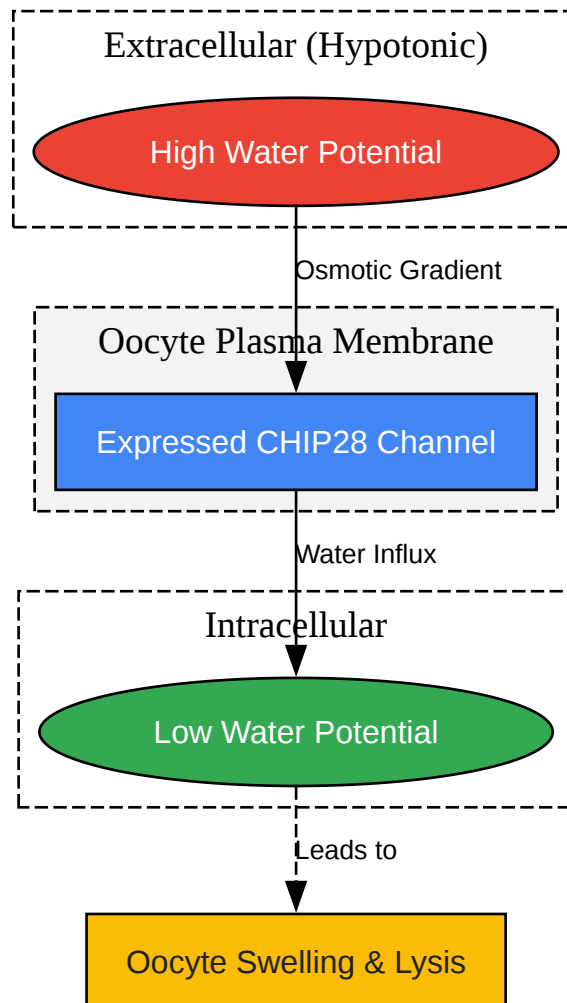 Extracellular (Hypotonic)
High Water Potential
Osmotic Gradient
Oocyte Plasma Membrane
Expressed CHIP28 Channel
Water Influx
Intracellular
Low Water Potential
Leads to
Oocyte Swelling & Lysis